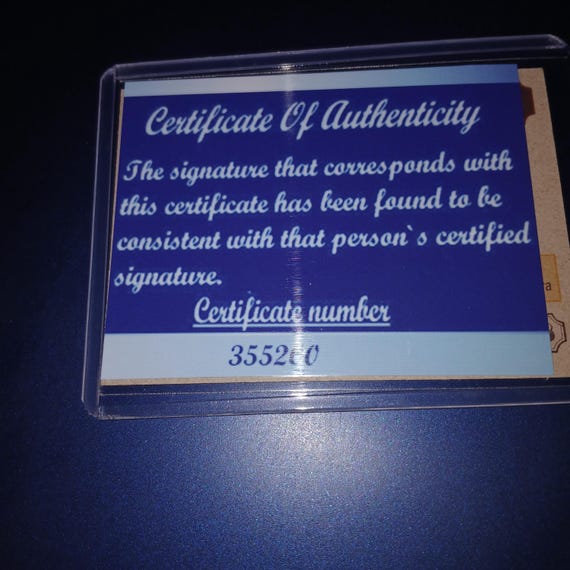 Certificate Of Authenticity
The signature that corresponds with
this certificate has been found to be
consistent with that person`s certified
signature.
Certificate number